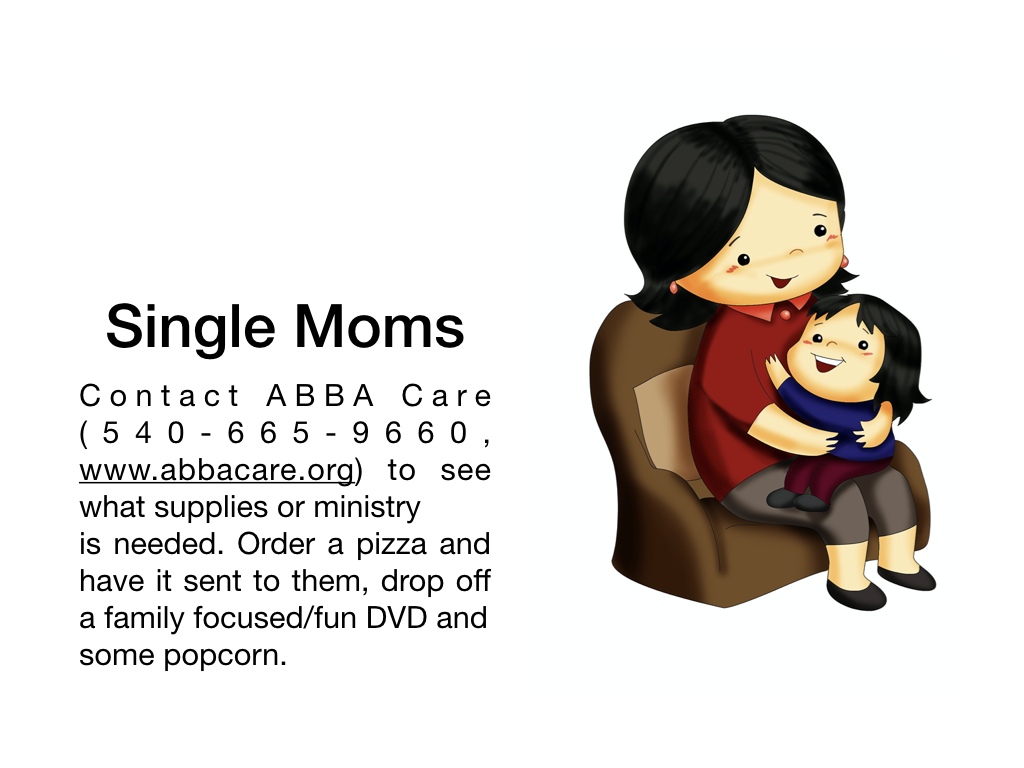 Single Moms
Contact ABBA Care
(540-665-9660,
www.abbacare.org) to see
what supplies or ministry
is needed. Order a pizza and
have it sent to them, drop off
a family focused/fun DVD and
some popcorn.